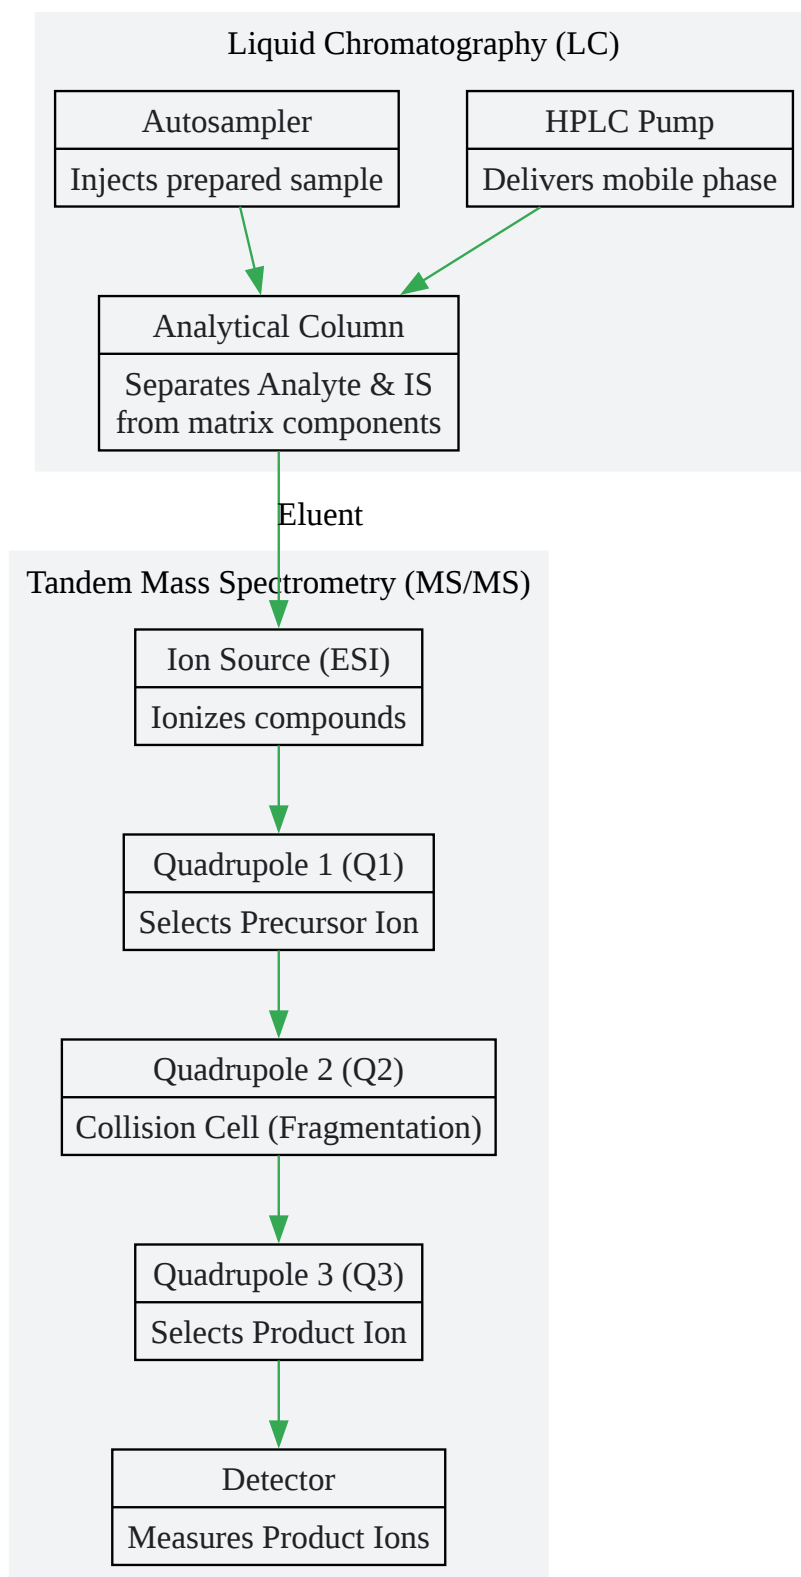 Liquid Chromatography (LC)
Autosampler
Injects prepared sample
HPLC Pump
Delivers mobile phase
Analytical Column
Separates Analyte & IS
from matrix components
Eluent
Tandem Mass Spectrometry (MS/MS)
Ion Source (ESI)
Ionizes compounds
Quadrupole 1 (Q1)
Selects Precursor Ion
Quadrupole 2 (Q2)
Collision Cell (Fragmentation)
Quadrupole 3 (Q3)
Selects Product Ion
Detector
Measures Product Ions